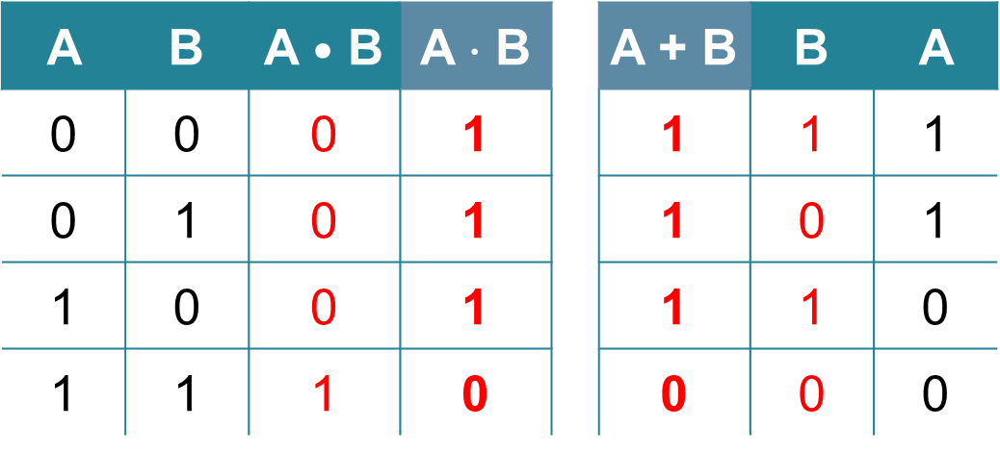 A B A • B A · B A + B B A
0 0 0 1 1 1 1
0 1 0 1 1 0 1
1 0 0 1 1 1 0
1 1 1 0 0 0 0